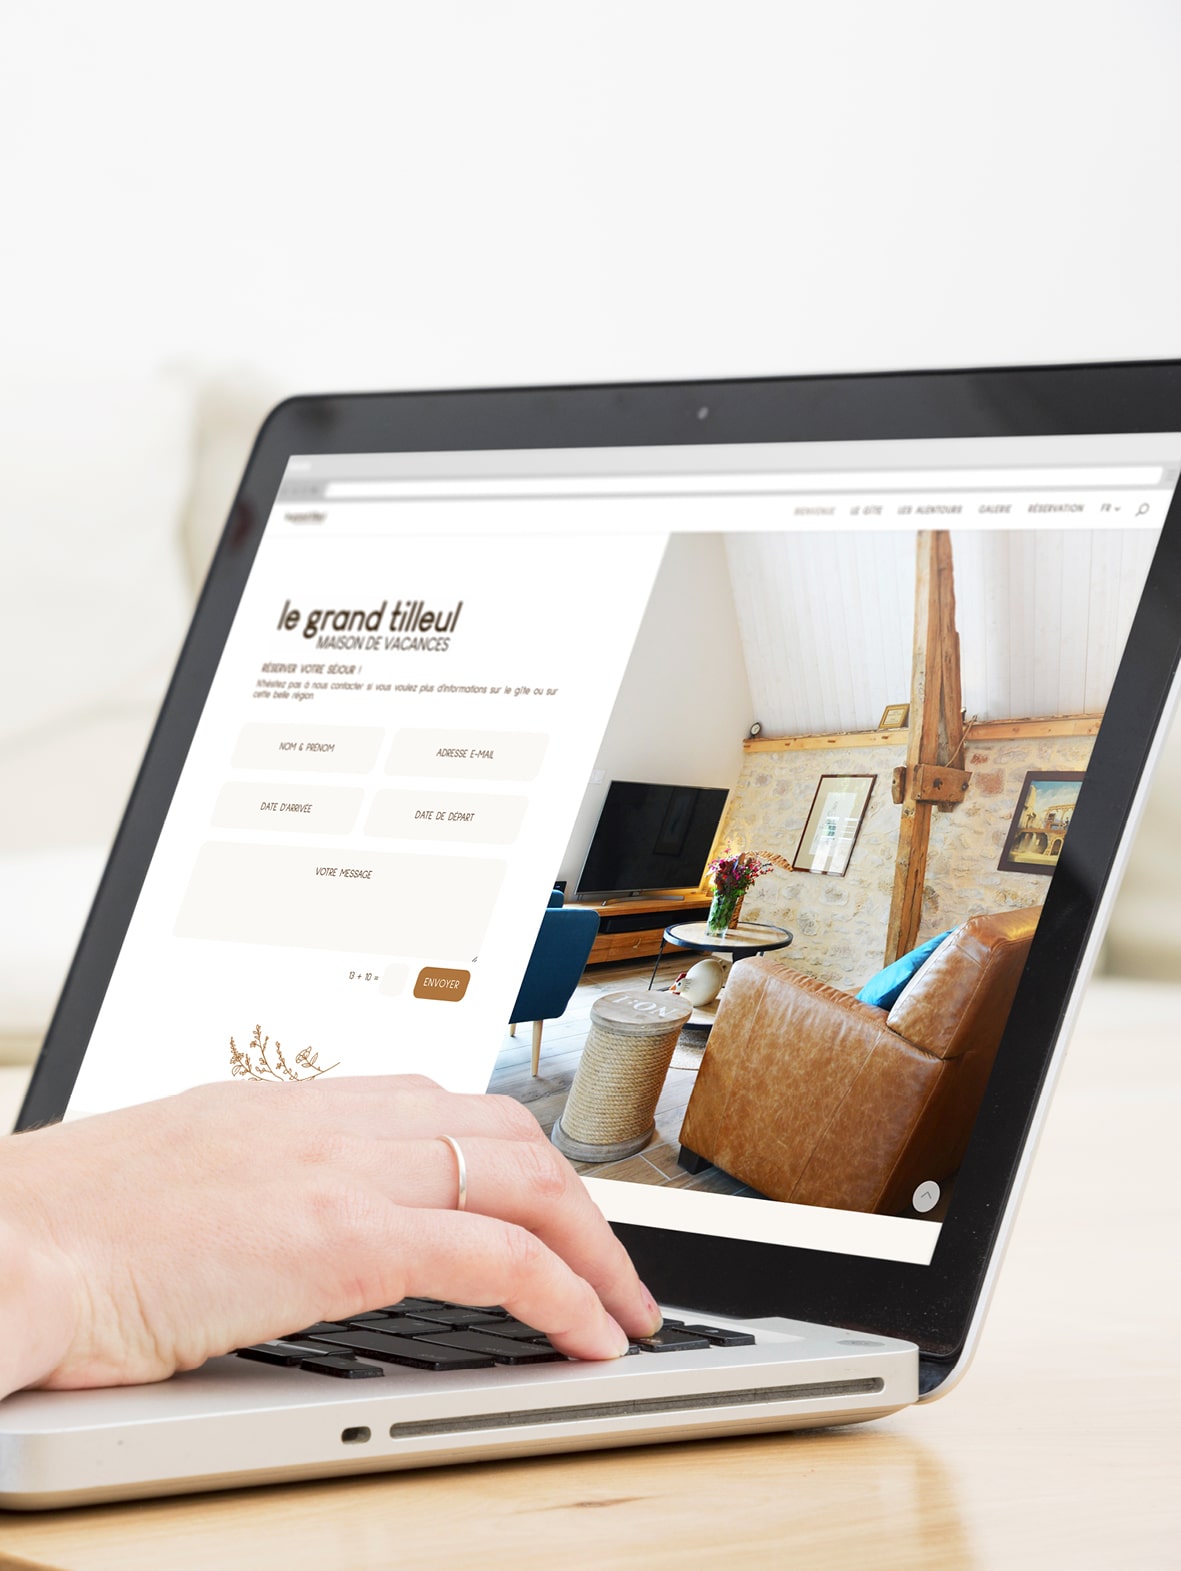 BIENVENUE LE GÎTE LES ALENTOURS GALERIE RÉSERVATION FR
le grand tilleul
MAISON DE VACANCES
RÉSERVER VOTRE SÉJOUR !
N'hésitez pas à nous contacter si vous voulez plus d'informations sur le gîte ou sur
cette belle région
NOM & PRÉNOM
ADRESSE E-MAIL
DATE D'ARRIVÉE
DATE DE DÉPART
VOTRE MESSAGE
13 + 10 =
ENVOYER